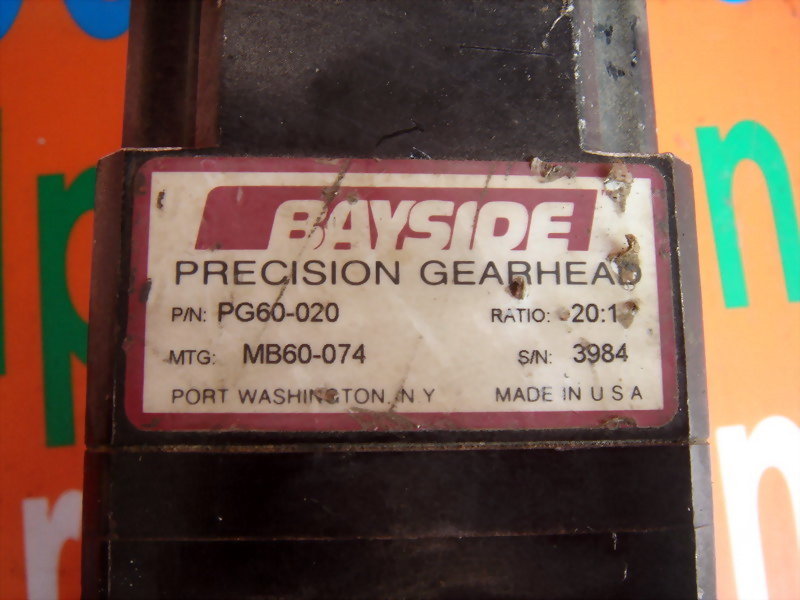 BAYSIDE
PRECISION GEARHEAD
P/N: PG60-020 RATIO: 20:1
MTG: MB60-074 S/N: 3984
PORT WASHINGTON, N Y MADE IN U S A